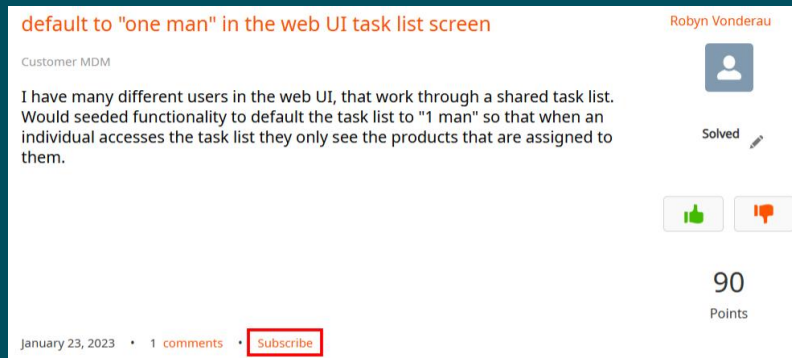 default to "one man" in the web UI task list screen
Customer MDM
I have many different users in the web UI, that work through a shared task list.
Would seeded functionality to default the task list to "1 man" so that when an
individual accesses the task list they only see the products that are assigned to
them.
January 23, 2023 • 1 comments • Subscribe
Robyn Vonderau
Solved
90
Points